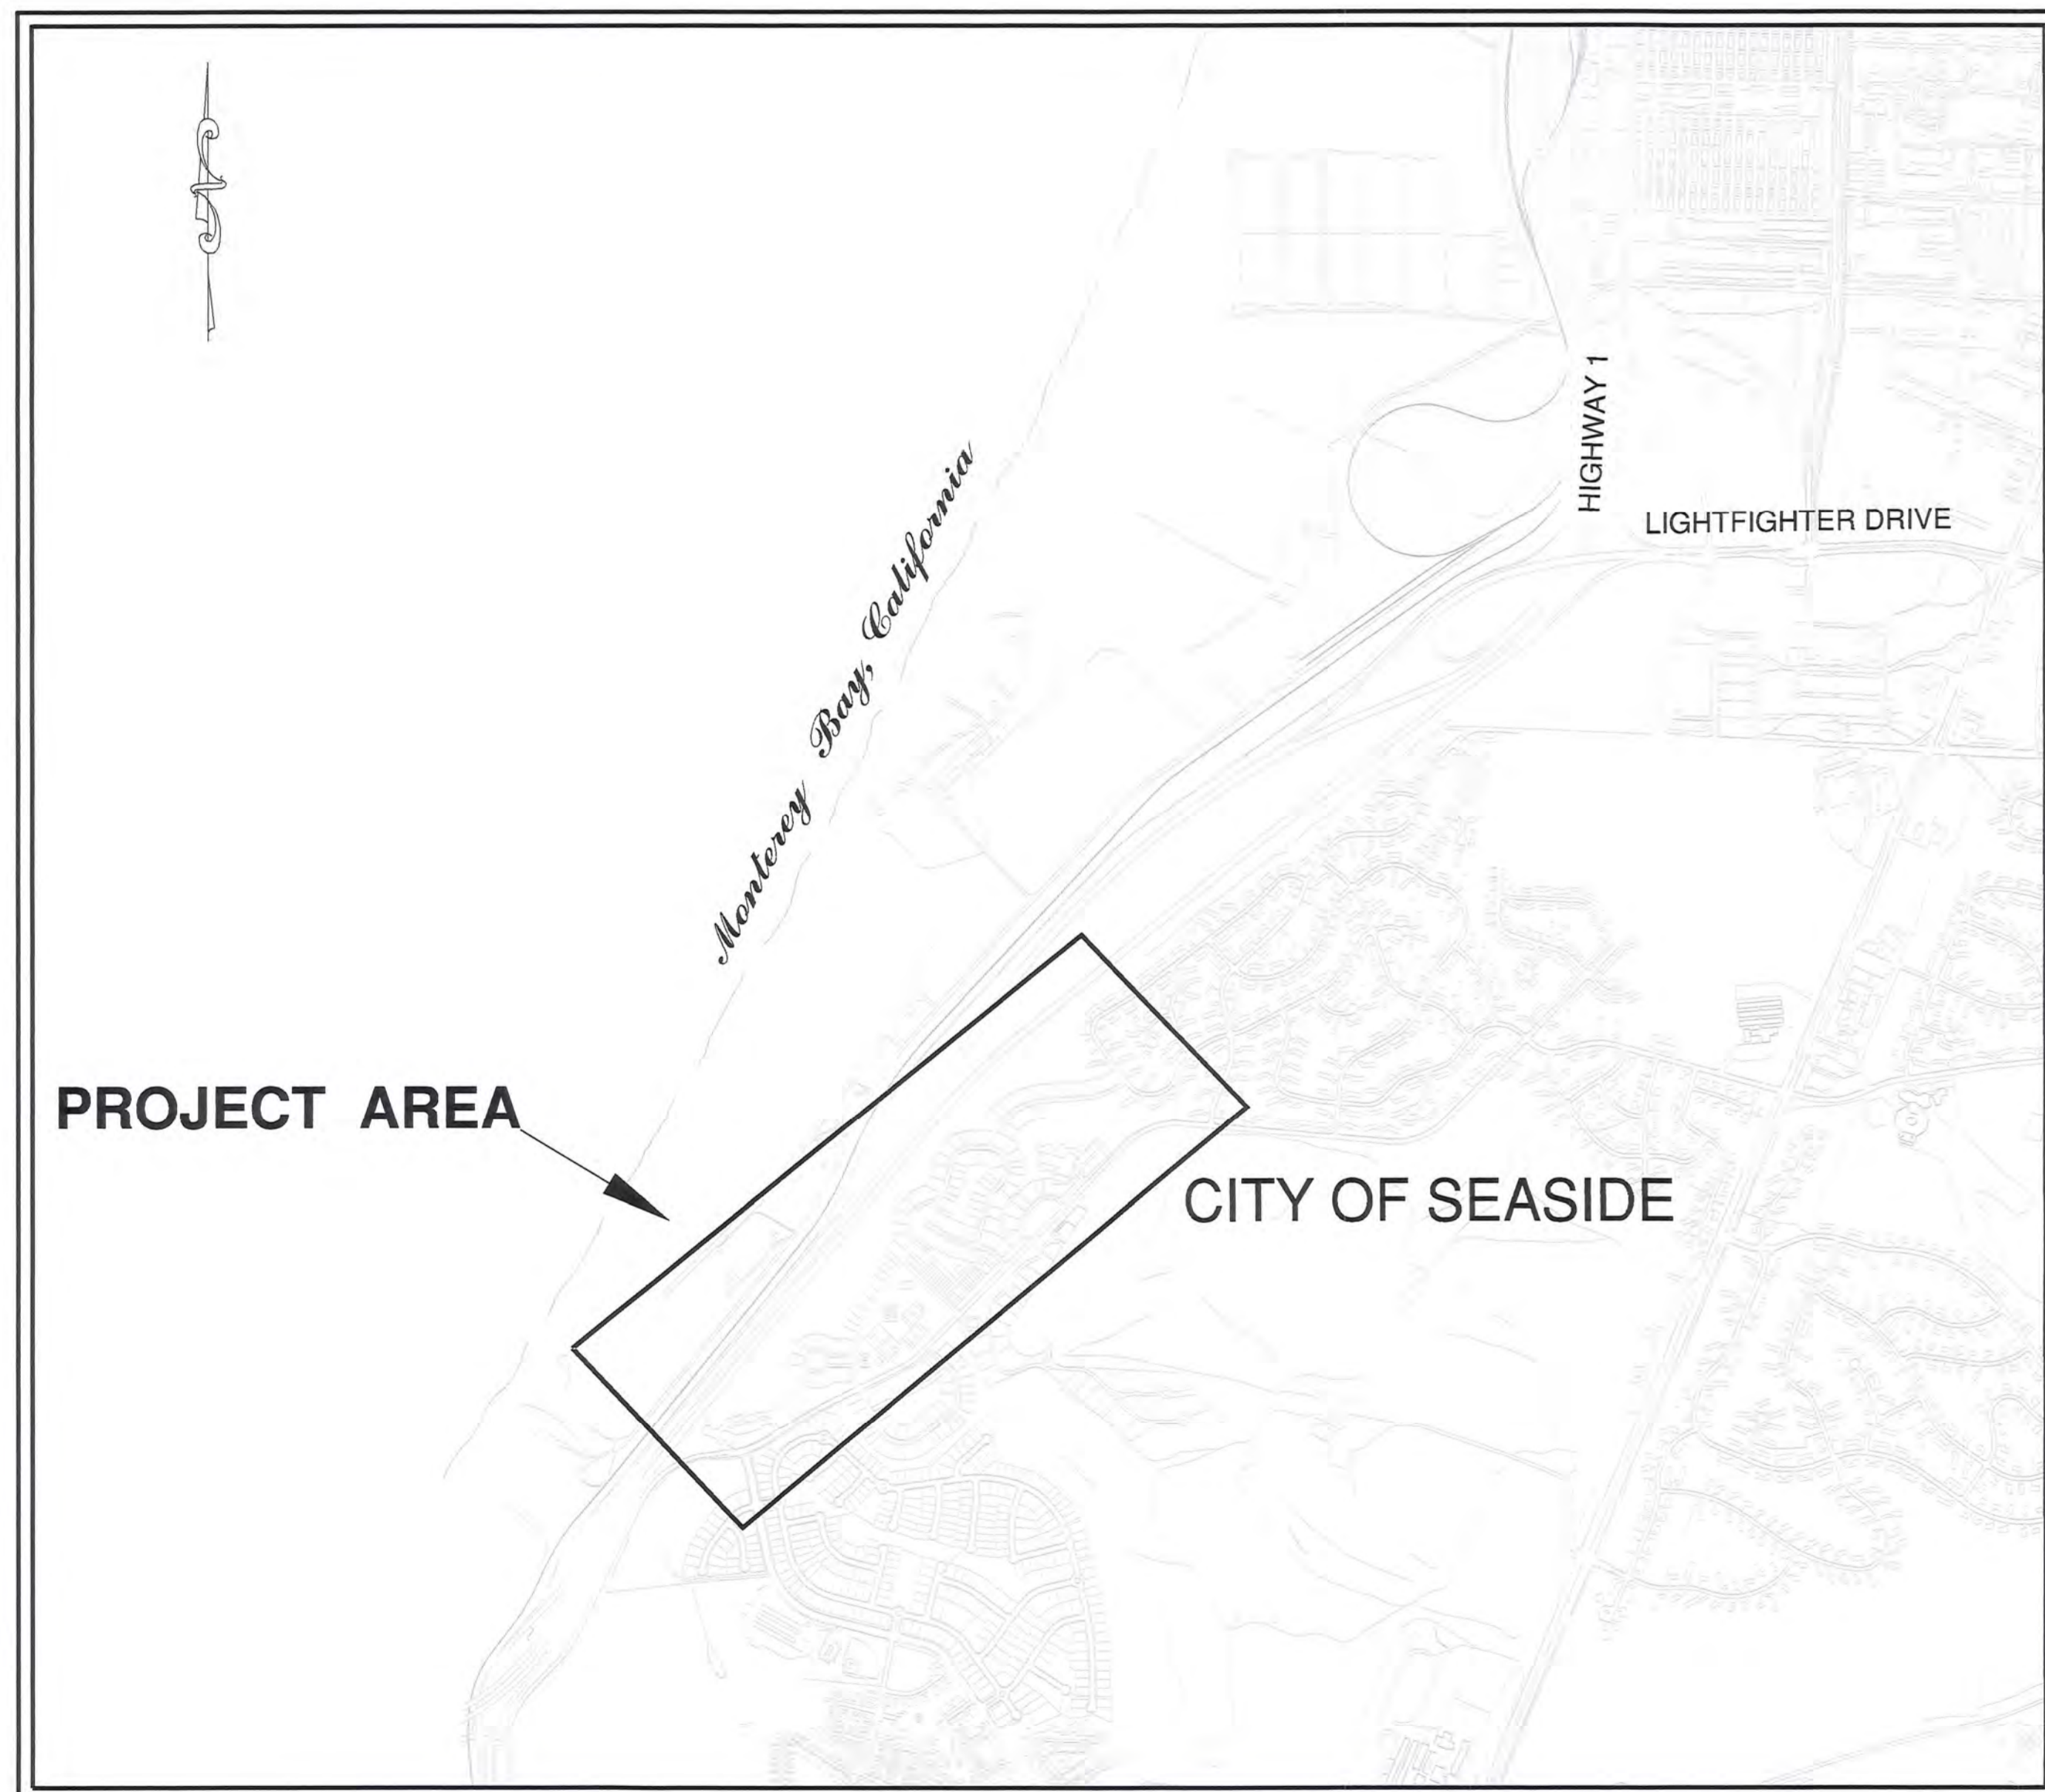 HIGHWAY 1
LIGHTFIGHTER DRIVE
Monterey Bay, California
PROJECT AREA
CITY OF SEASIDE